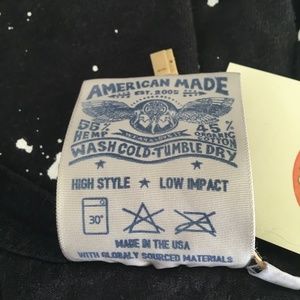 AMERICAN MADE
EST. 2005
55% HEMP
45% ORGANIC COTTON
WASH COLD-TUMBLE DRY
HIGH STYLE ★ LOW IMPACT
30°
MADE IN THE USA
WITH GLOBALY SOURCED MATERIALS